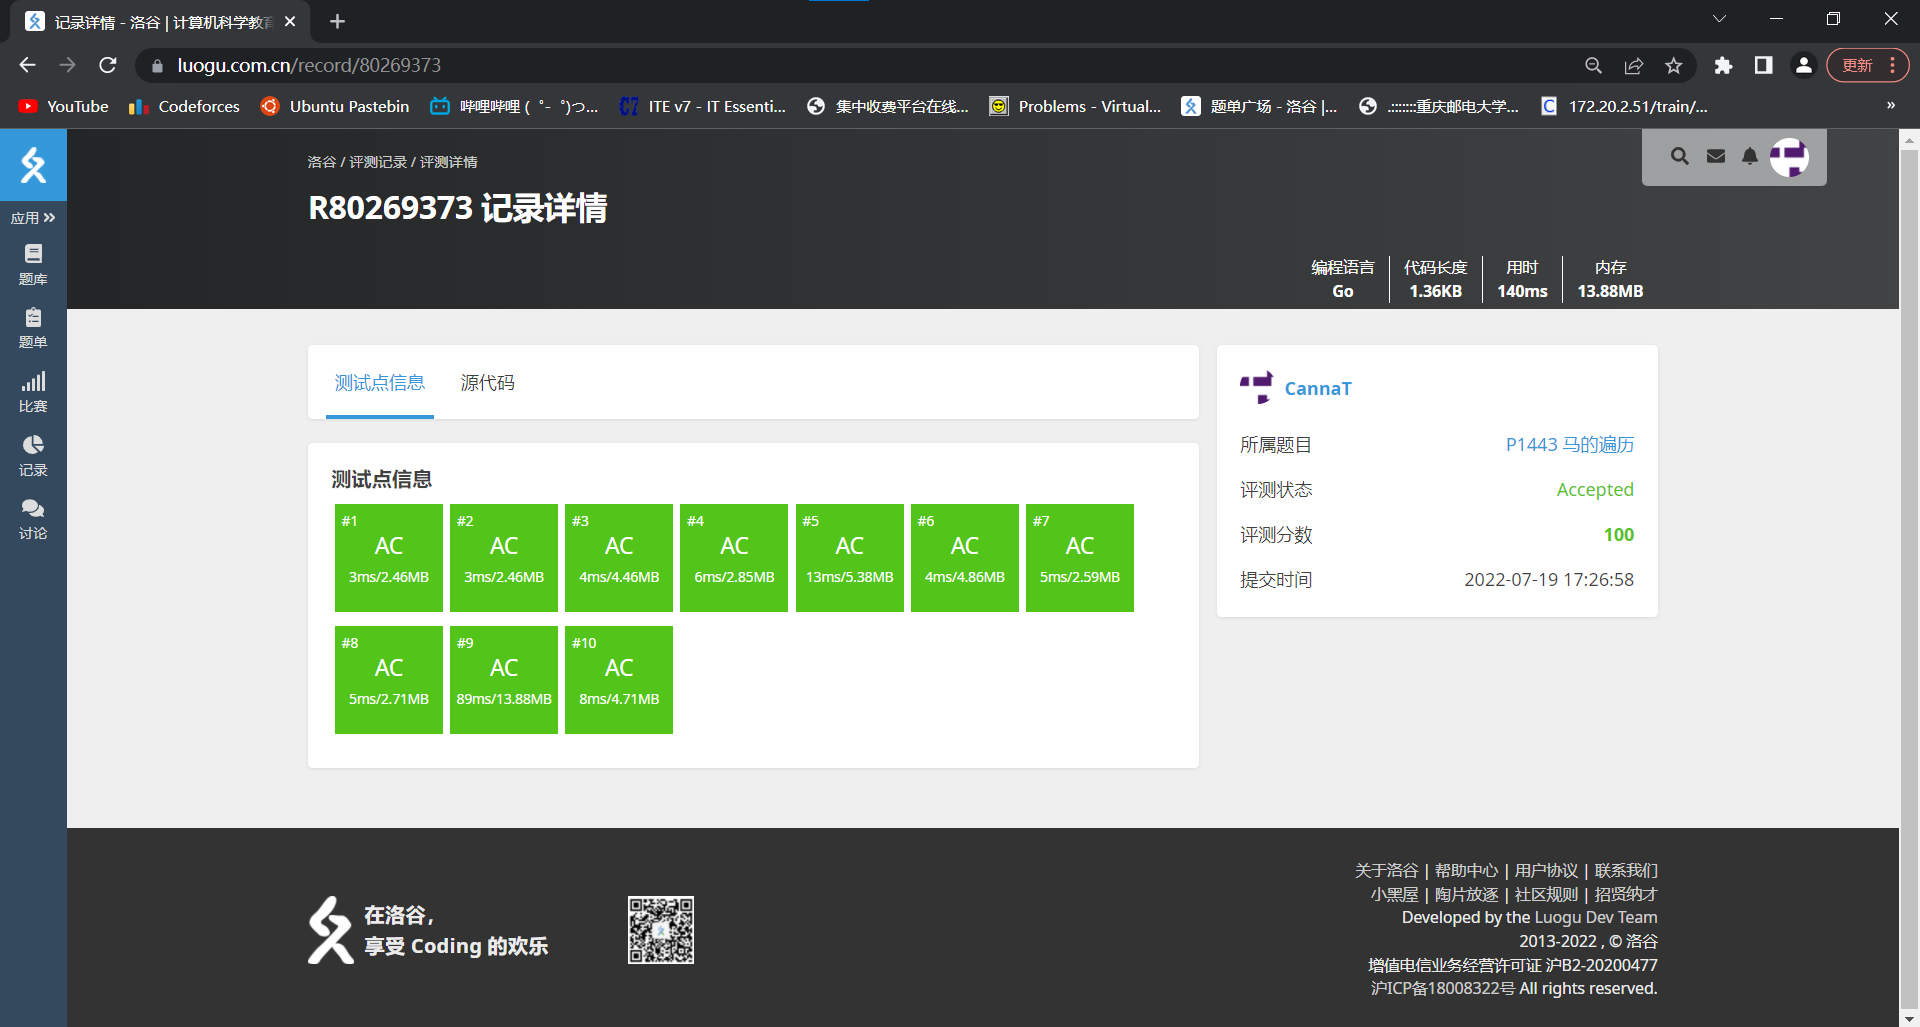 记录详情 - 洛谷 | 计算机科学教育
luogu.com.cn/record/80269373
更新
YouTube
Codeforces
Ubuntu Pastebin
哔哩哔哩 ( ゜- ゜)つ...
ITE v7 - IT Essenti...
集中收费平台在线...
Problems - Virtual...
题单广场 - 洛谷 |...
.:::::::重庆邮电大学...
172.20.2.51/train/...
»
应用
题库
题单
比赛
记录
讨论
洛谷 / 评测记录 / 评测详情
R80269373 记录详情
编程语言
Go
代码长度
1.36KB
用时
140ms
内存
13.88MB
测试点信息
源代码
测试点信息
#1
AC
3ms/2.46MB
#2
AC
3ms/2.46MB
#3
AC
4ms/4.46MB
#4
AC
6ms/2.85MB
#5
AC
13ms/5.38MB
#6
AC
4ms/4.86MB
#7
AC
5ms/2.59MB
#8
AC
5ms/2.71MB
#9
AC
89ms/13.88MB
#10
AC
8ms/4.71MB
CannaT
所属题目 P1443 马的遍历
评测状态 Accepted
评测分数 100
提交时间 2022-07-19 17:26:58
在洛谷,
享受 Coding 的欢乐
关于洛谷 | 帮助中心 | 用户协议 | 联系我们
小黑屋 | 陶片放逐 | 社区规则 | 招贤纳才
Developed by the Luogu Dev Team
2013-2022 , © 洛谷
增值电信业务经营许可证 沪B2-20200477
沪ICP备18008322号 All rights reserved.